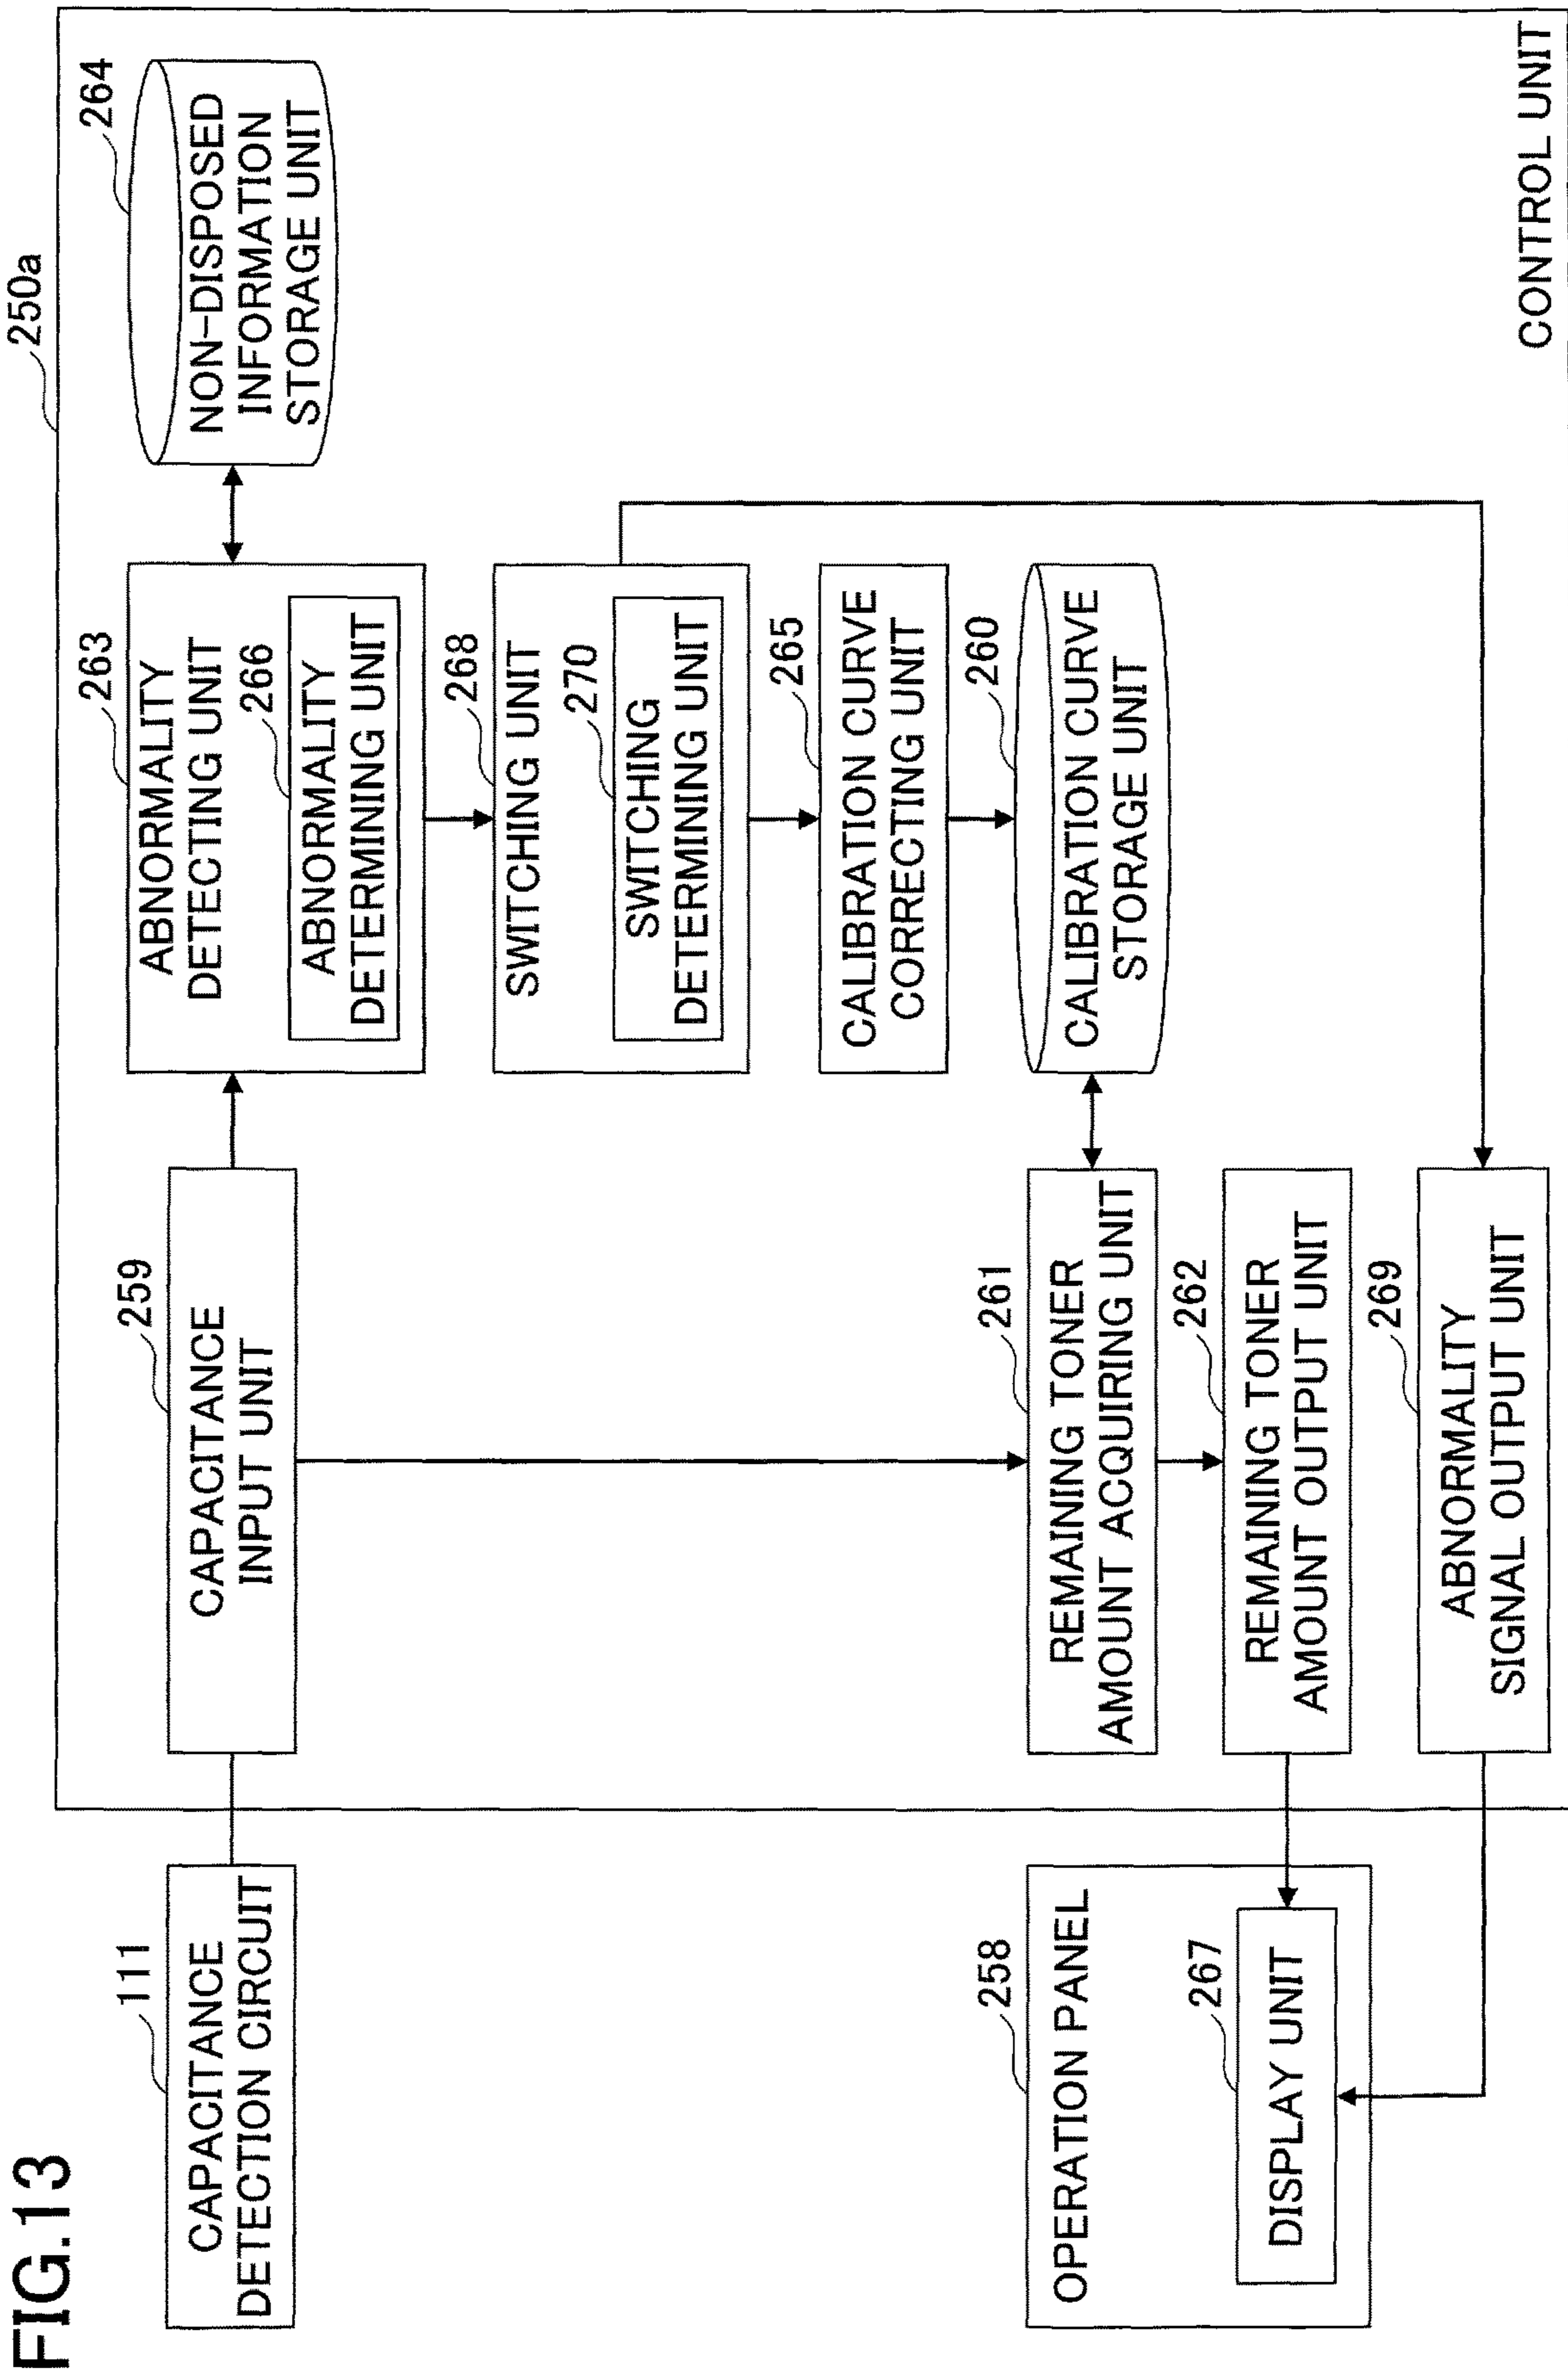 FIG.13
250a
111
CAPACITANCE
DETECTION CIRCUIT
259
CAPACITANCE
INPUT UNIT
263
ABNORMALITY
DETECTING UNIT
266
ABNORMALITY
DETERMINING UNIT
264
NON-DISPOSED
INFORMATION
STORAGE UNIT
268
SWITCHING UNIT
270
SWITCHING
DETERMINING UNIT
265
CALIBRATION CURVE
CORRECTING UNIT
260
CALIBRATION CURVE
STORAGE UNIT
258
OPERATION PANEL
267
DISPLAY UNIT
261
REMAINING TONER
AMOUNT ACQUIRING UNIT
262
REMAINING TONER
AMOUNT OUTPUT UNIT
269
ABNORMALITY
SIGNAL OUTPUT UNIT
CONTROL UNIT